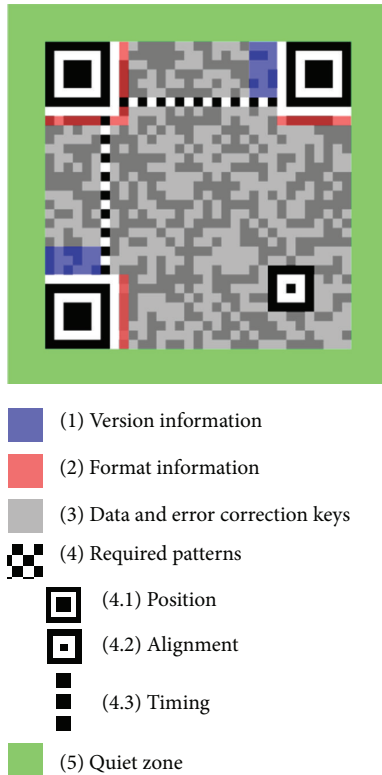 (1) Version information
(2) Format information
(3) Data and error correction keys
(4) Required patterns
(4.1) Position
(4.2) Alignment
(4.3) Timing
(5) Quiet zone